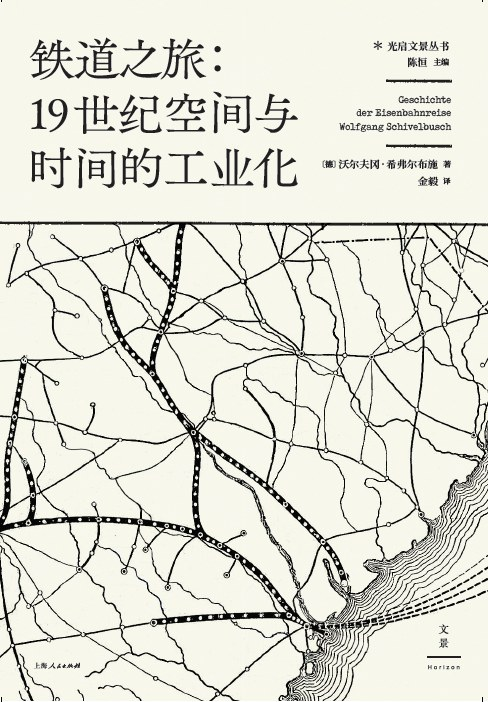 铁道之旅：
19世纪空间与
时间的工业化
＊光启文景丛书
陈恒 主编
Geschichte
der Eisenbahnreise
Wolfgang Schivelbusch
〔德〕沃尔夫冈·希弗尔布施 著
金毅 译
文
景
Horizon
上海人民出版社